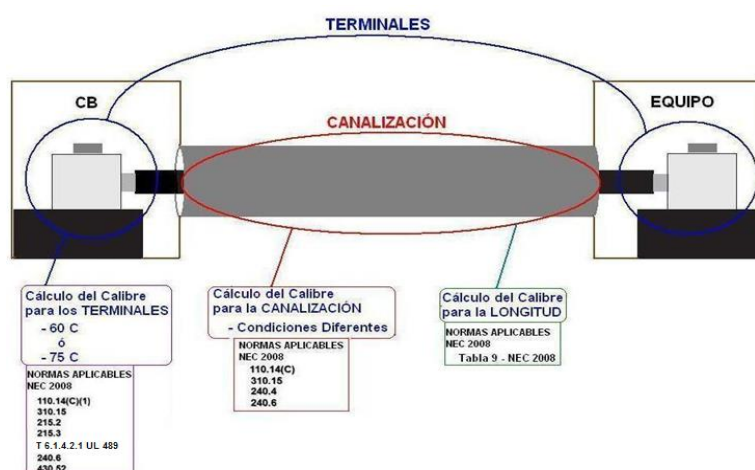 TERMINALES
CB
EQUIPO
CANALIZACIÓN
Cálculo del Calibre
para los TERMINALES
- 60 C
ó
- 75 C
NORMAS APLICABLES
NEC 2008
110.14(C)(1)
310.15
215.2
215.3
T 6.1.4.2.1 UL 489
240.6
430.52
Cálculo del Calibre
para la CANALIZACIÓN
- Condiciones Diferentes
NORMAS APLICABLES
NEC 2008
110.14(C)
310.15
240.4
240.6
Cálculo del Calibre
para la LONGITUD
NORMAS APLICABLES
NEC 2008
Tabla 9 - NEC 2008